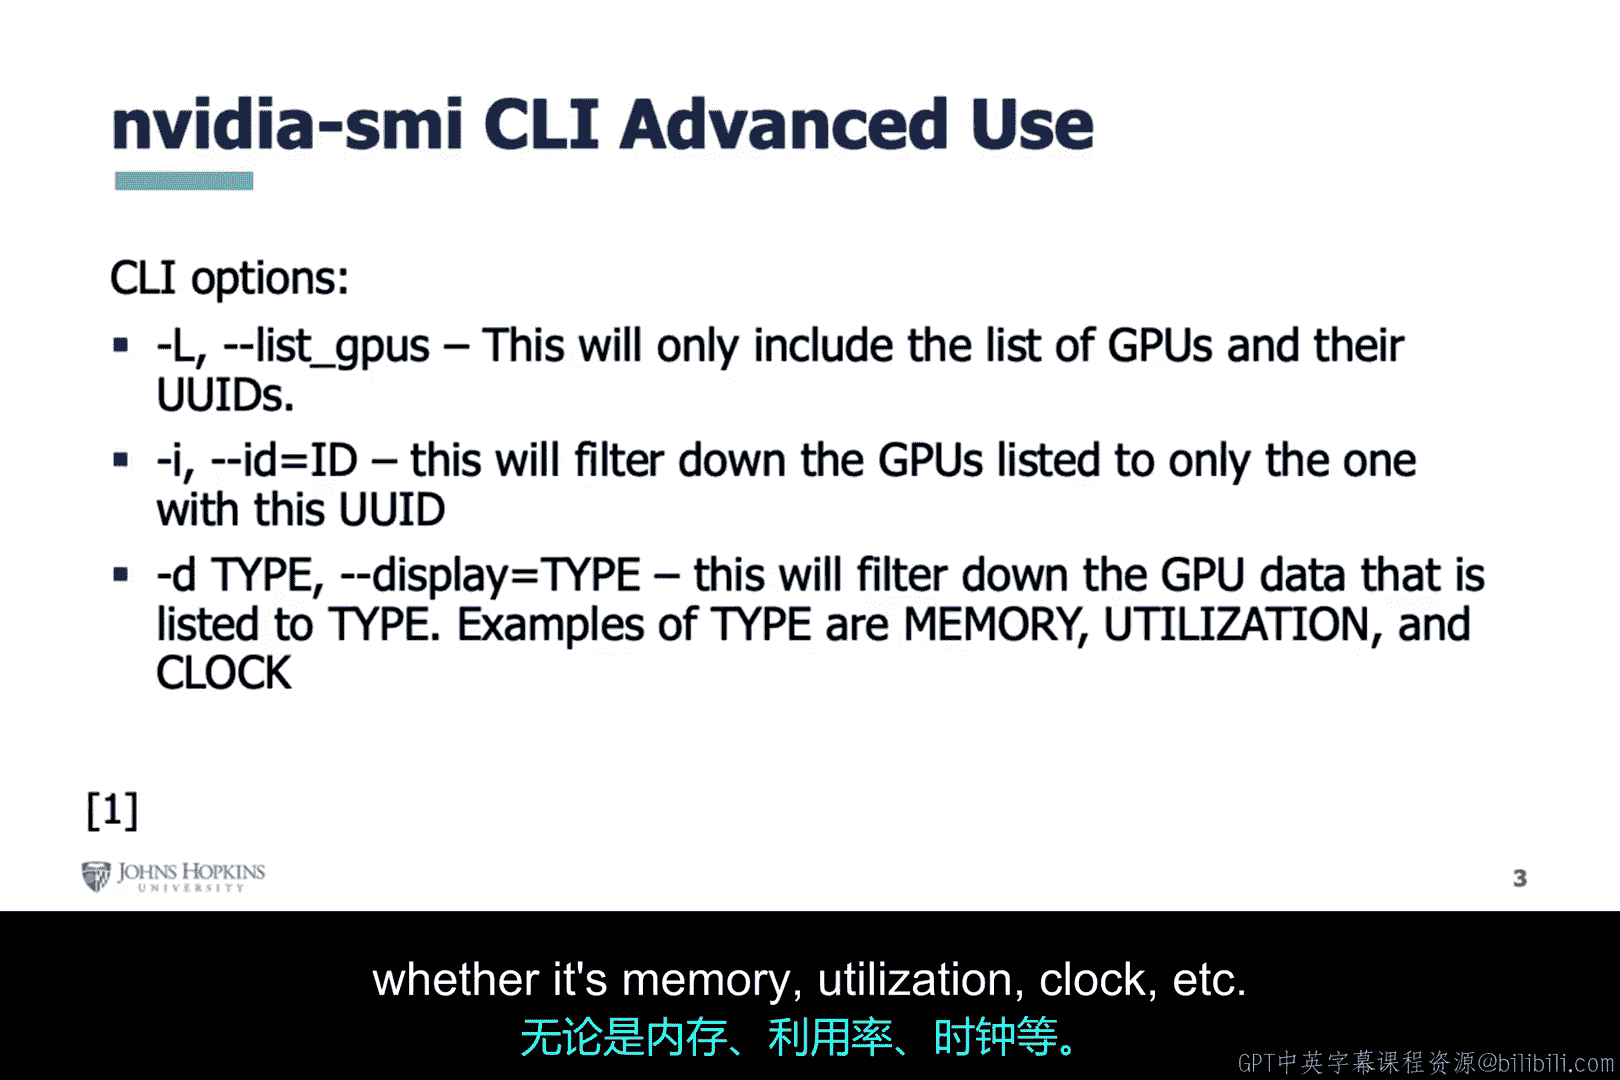 nvidia-smi CLI Advanced Use
CLI options:
▪ -L, --list_gpus – This will only include the list of GPUs and their
UUIDs.
▪ -i, --id=ID – this will filter down the GPUs listed to only the one
with this UUID
▪ -d TYPE, --display=TYPE – this will filter down the GPU data that is
listed to TYPE. Examples of TYPE are MEMORY, UTILIZATION, and
CLOCK
[1]
JOHNS HOPKINS
UNIVERSITY
3
whether it's memory, utilization, clock, etc.
无论是内存、利用率、时钟等。
GPT中英字幕课程资源@bilibili.com